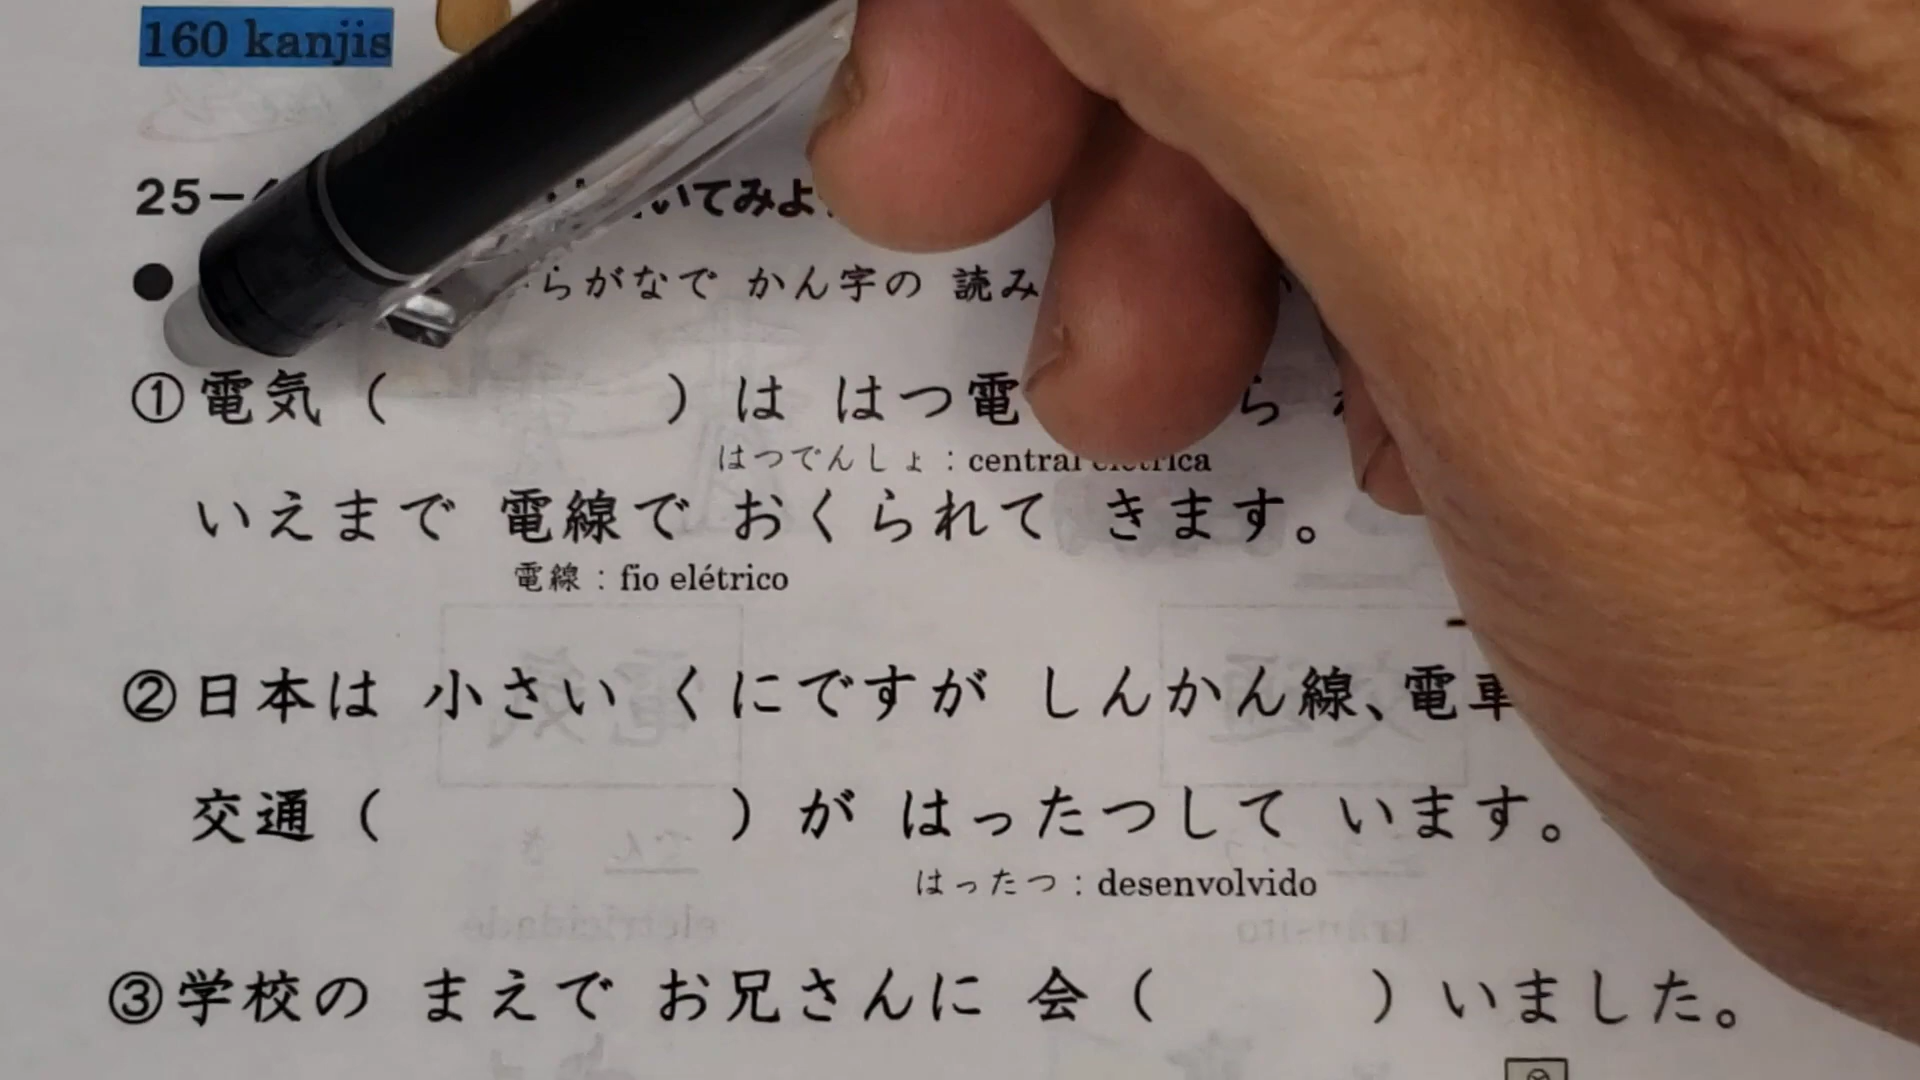 160 kanjis
25-
いてみよ
らがなで かん字の 読み
①電気（ ）は はつ電 ら
はつでんしょ：central elétrica
いえまで 電線で おくられて きます。
電線：fio elétrico
②日本は 小さい くにですが しんかん線、電車
交通（ ）が はったつして います。
はったつ：desenvolvido
③学校の まえで お兄さんに 会（ ）いました。